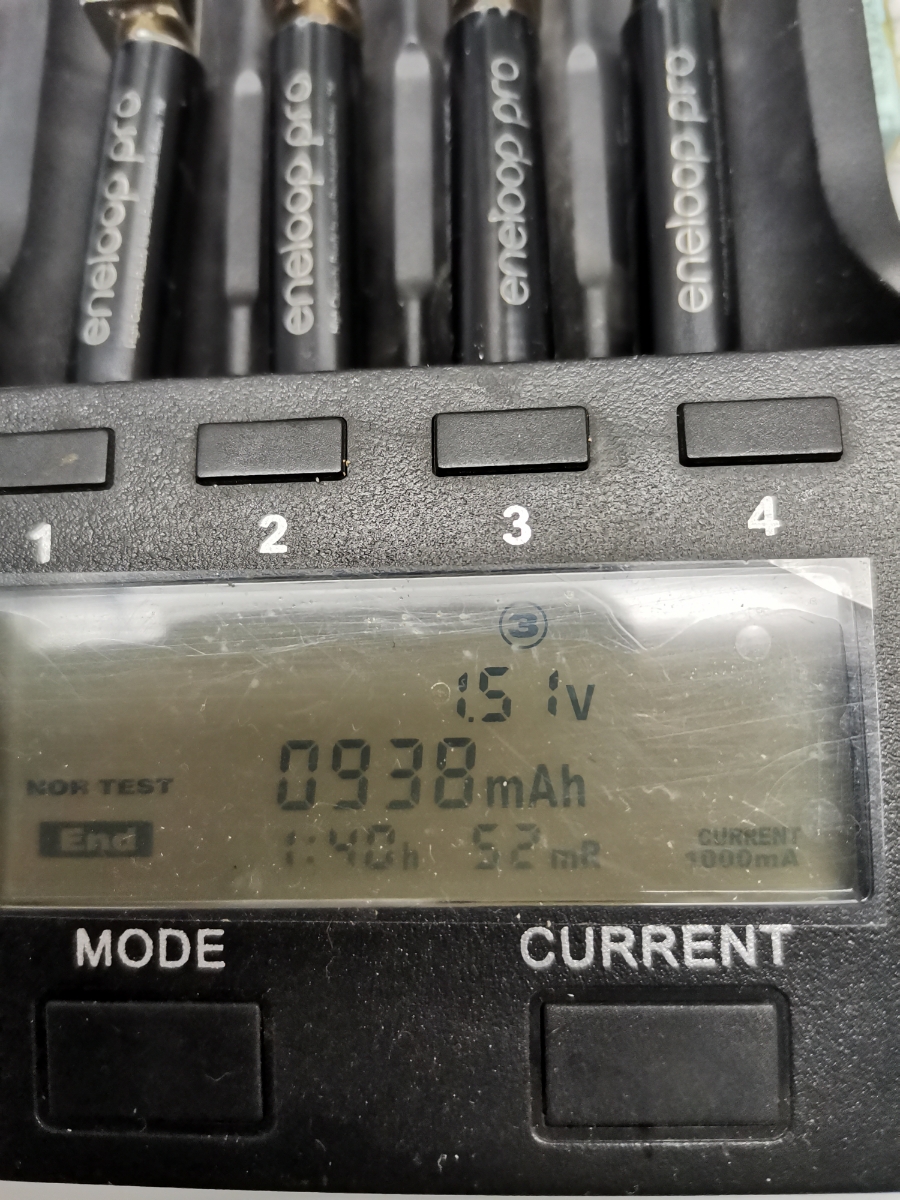 eneloop pro
eneloop pro
eneloop pro
eneloop pro
1 2 3 4
3
1.51V
0938mAh
NOR TEST
End
1:40h 52mR
CURRENT
1000mA
MODE CURRENT